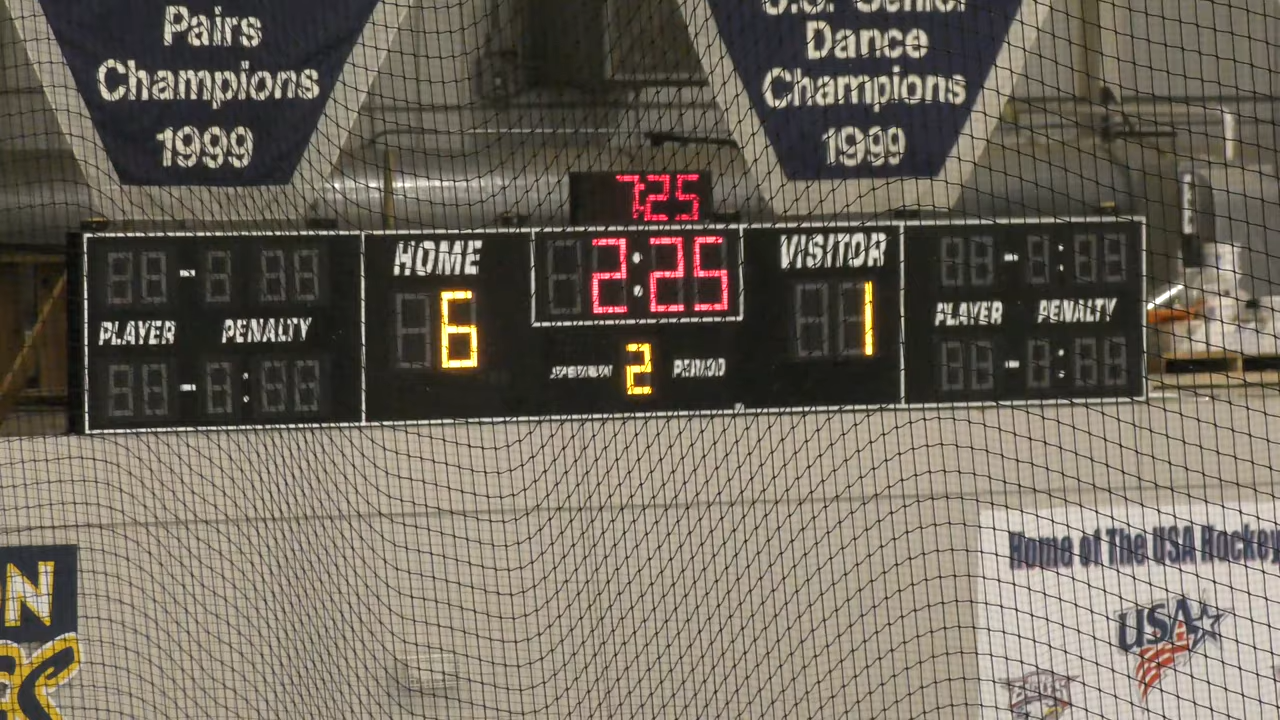 Pairs
Champions
1999
Dance
Champions
1999
7:25
HOME
2:25
VISITOR
6
1
PLAYER PENALTY
PLAYER PENALTY
2
PERIOD
Home of The USA Hockey
USA
N